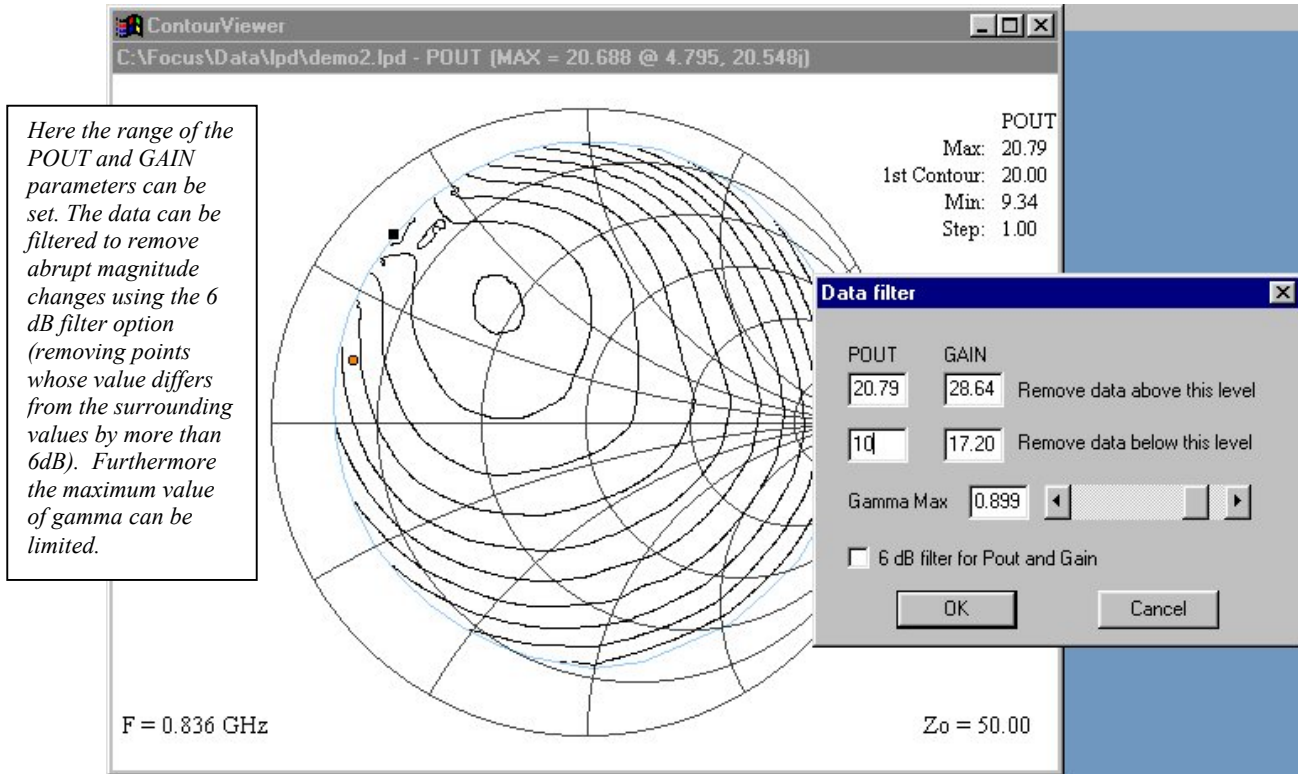 ContourViewer
C:\Focus\Data\lpd\demo2.lpd - POUT (MAX = 20.688 @ 4.795, 20.548j)
Here the range of the
POUT and GAIN
parameters can be
set. The data can be
filtered to remove
abrupt magnitude
changes using the 6
dB filter option
(removing points
whose value differs
from the surrounding
values by more than
6dB). Furthermore
the maximum value
of gamma can be
limited.
POUT
Max: 20.79
1st Contour: 20.00
Min: 9.34
Step: 1.00
Data filter
POUT GAIN
20.79 28.64 Remove data above this level
10 17.20 Remove data below this level
Gamma Max 0.899
6 dB filter for Pout and Gain
OK Cancel
F = 0.836 GHz Zo = 50.00